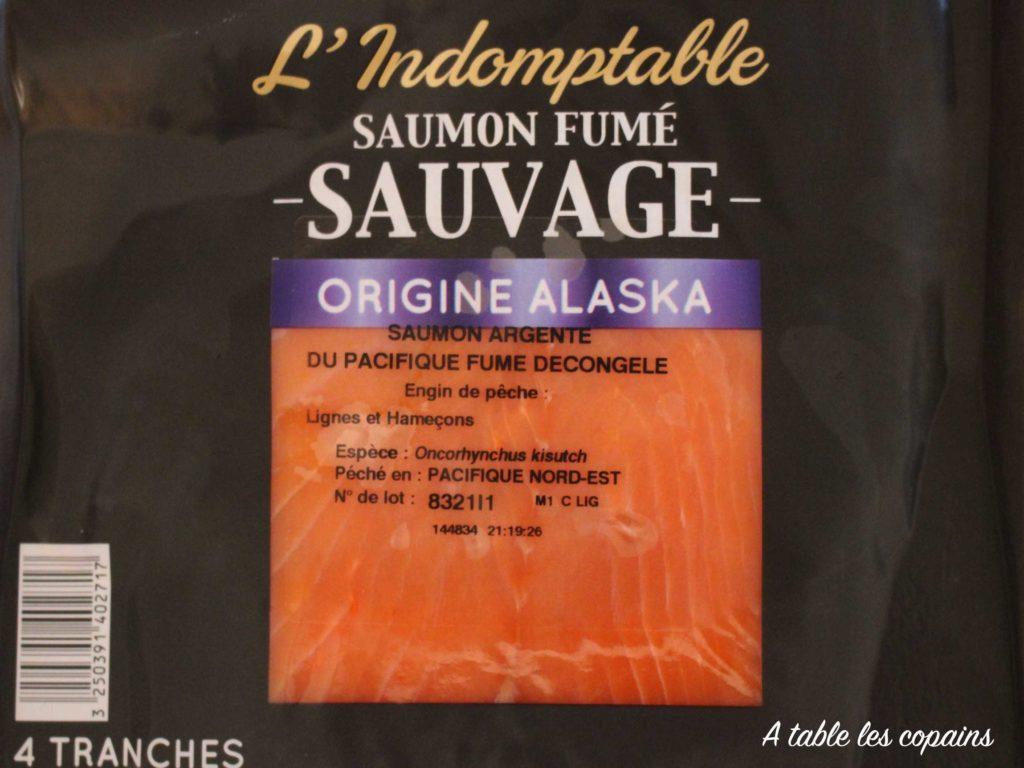 L'Indomptable
SAUMON FUMÉ
-SAUVAGE-
ORIGINE ALASKA
SAUMON ARGENTE
DU PACIFIQUE FUME DECONGELE
Engin de pêche :
Lignes et Hameçons
Espèce : Oncorhynchus kisutch
Péché en : PACIFIQUE NORD-EST
N° de lot : 8321I1 M1 C LIG
144834 21:19:26
3 250391 402717
4 TRANCHES
A table les copains